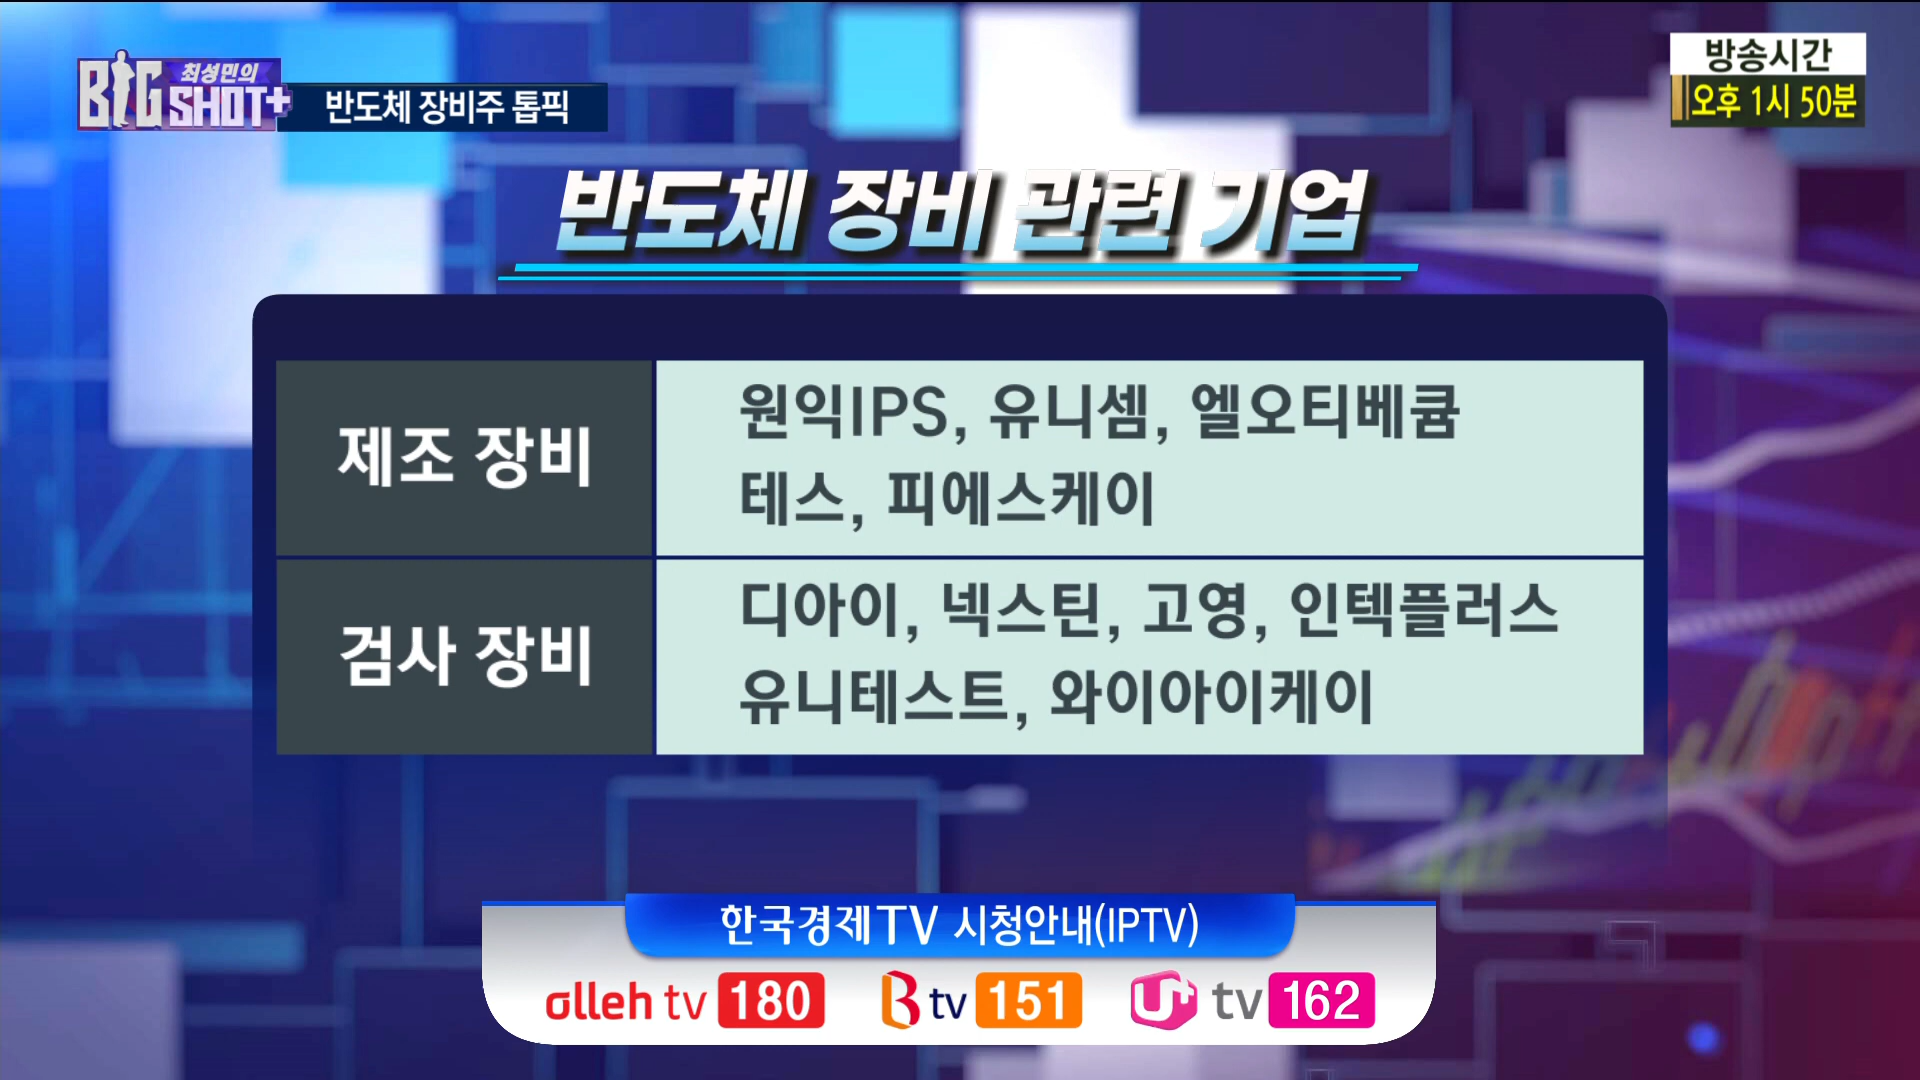 BIG 최성민의 SHOT+
반도체 장비주 톱픽
방송시간
오후 1시 50분
반도체 장비 관련 기업
제조 장비
원익IPS, 유니셈, 엘오티베큠
테스, 피에스케이
검사 장비
디아이, 넥스틴, 고영, 인텍플러스
유니테스트, 와이아이케이
한국경제TV 시청안내(IPTV)
olleh tv 180
B tv 151
U+ tv 162